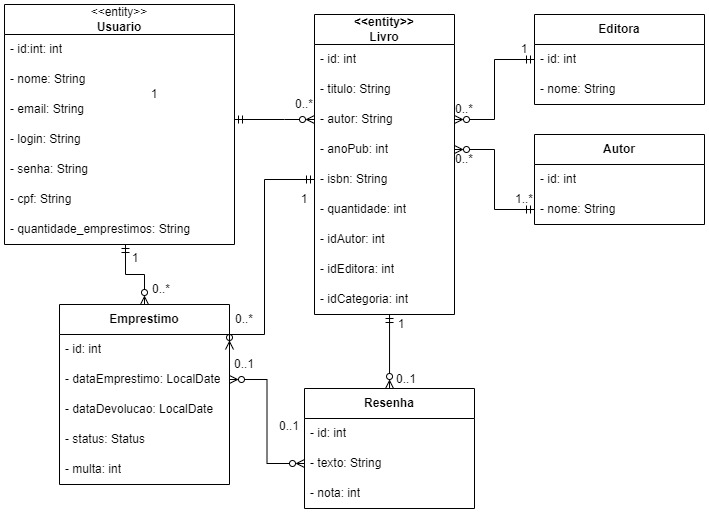 <<entity>>
Usuario
- id:int: int
- nome: String
- email: String
- login: String
- senha: String
- cpf: String
- quantidade_emprestimos: String
1
0..*
<<entity>>
Livro
- id: int
- titulo: String
- autor: String
- anoPub: int
- isbn: String
- quantidade: int
- idAutor: int
- idEditora: int
- idCategoria: int
1
0..*
Editora
- id: int
- nome: String
0..*
1..*
Autor
- id: int
- nome: String
1
0..*
1
0..*
Emprestimo
- id: int
- dataEmprestimo: LocalDate
- dataDevolucao: LocalDate
- status: Status
- multa: int
0..1
0..1
1
0..1
Resenha
- id: int
- texto: String
- nota: int